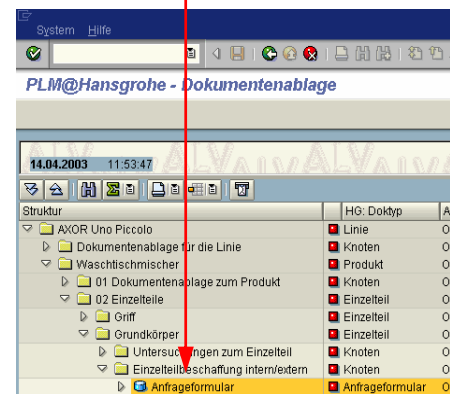 System Hilfe
PLM@Hansgrohe - Dokumentenablage
14.04.2003 11:53:47
Struktur HG: Doktyp A
AXOR Uno Piccolo Linie O
Dokumentenablage für die Linie Knoten O
Waschtischmischer Produkt O
01 Dokumentenablage zum Produkt Knoten O
02 Einzelteile Einzelteil O
Griff Einzelteil O
Grundkörper Einzelteil O
Untersuchungen zum Einzelteil Knoten O
Einzelteilbeschaffung intern/extern Knoten O
Anfrageformular Anfrageformular O